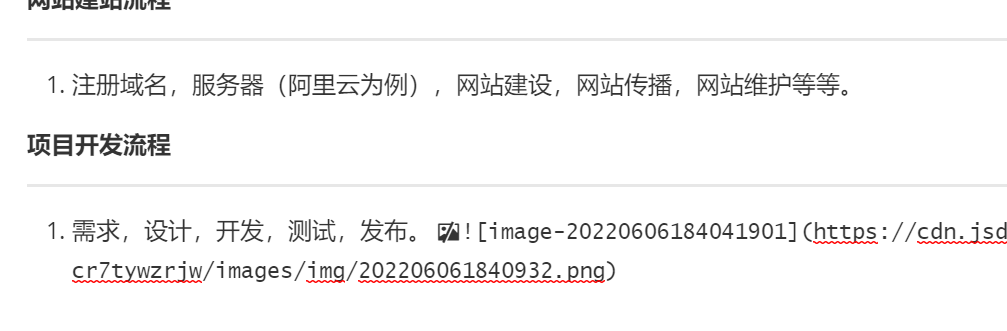 网站建站流程
1. 注册域名，服务器（阿里云为例），网站建设，网站传播，网站维护等等。
项目开发流程
1. 需求，设计，开发，测试，发布。 ![image-20220606184041901](https://cdn.jsd
cr7tywzrjw/images/img/202206061840932.png)